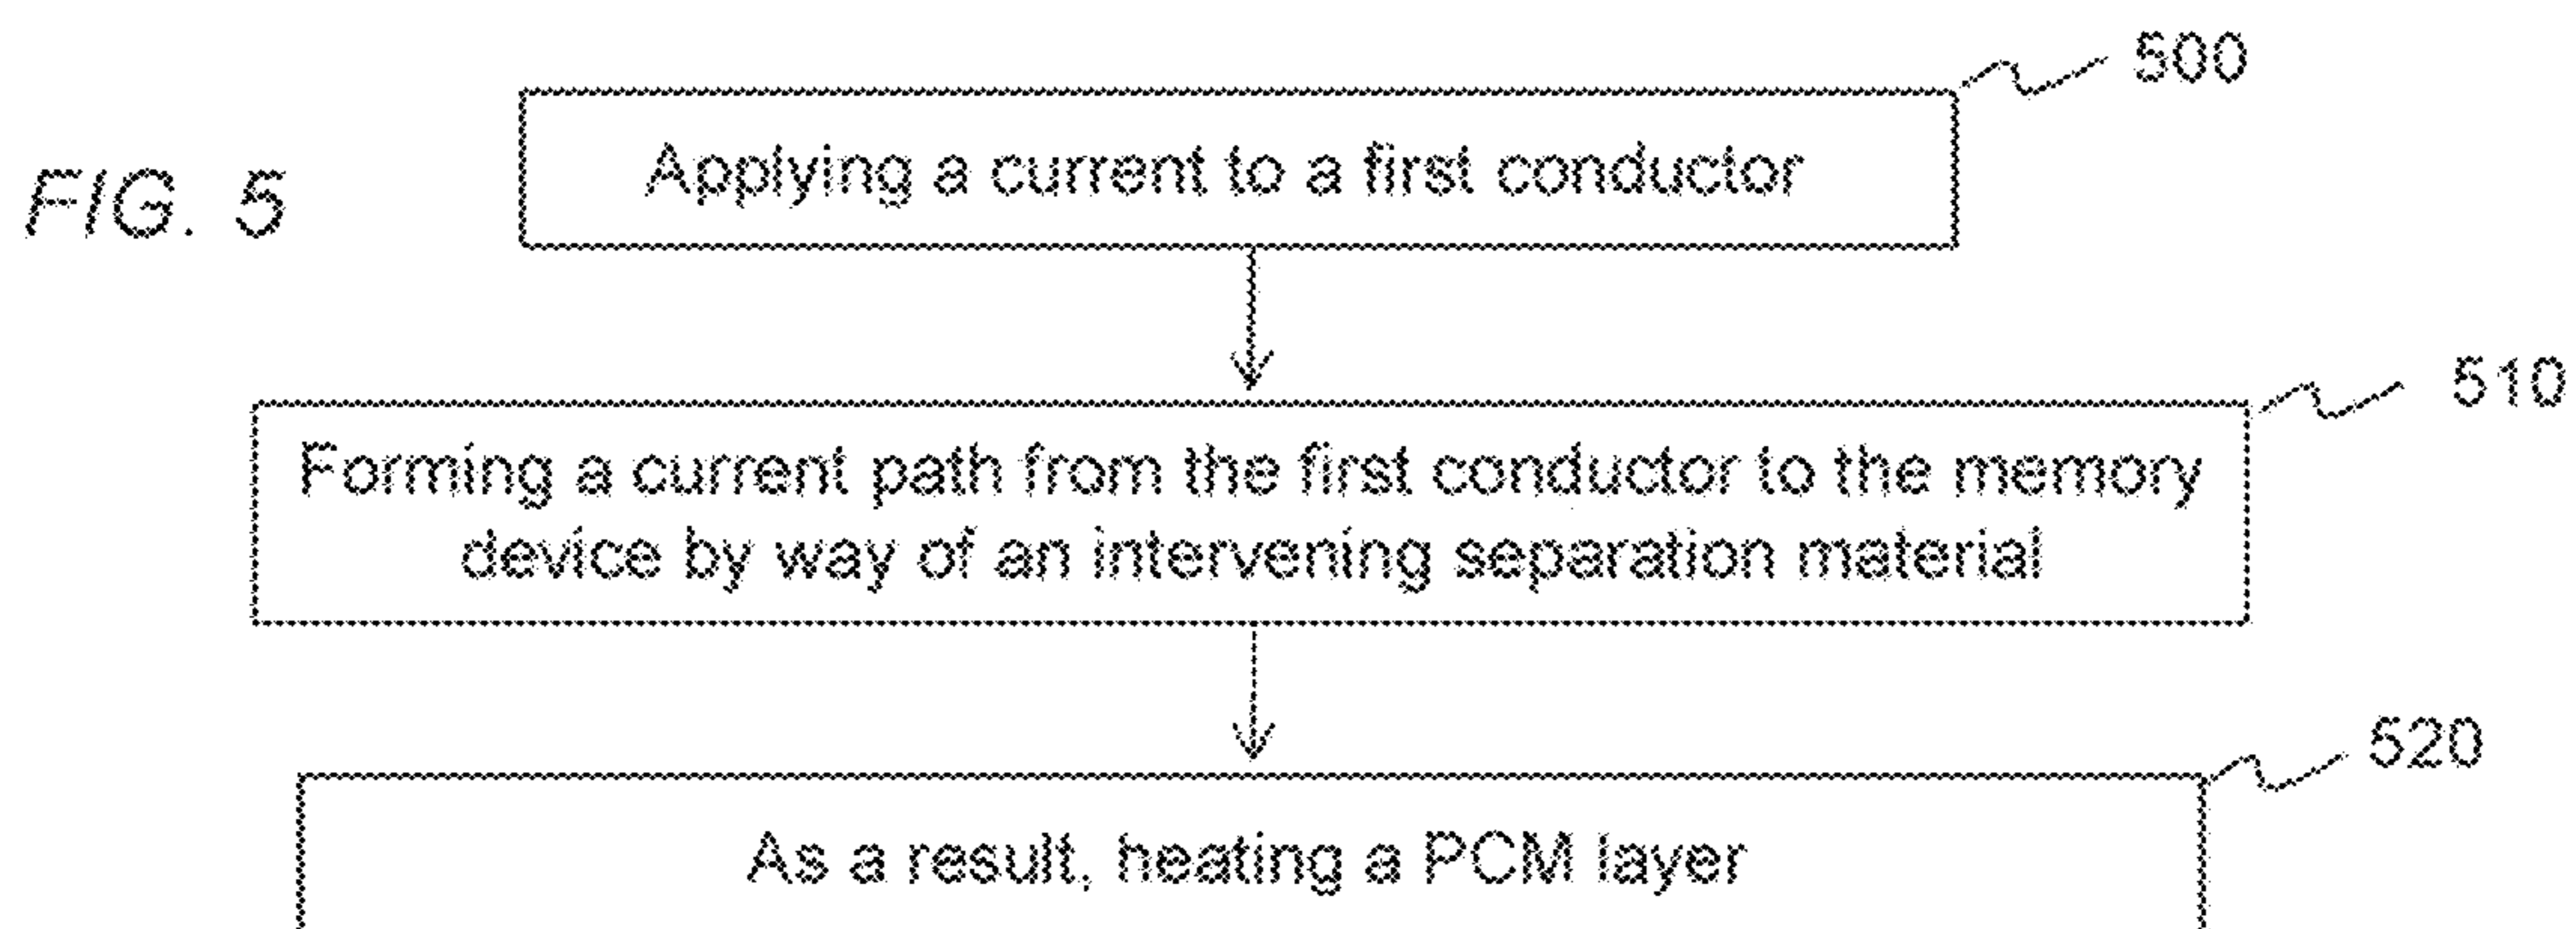 500
FIG. 5
Applying a current to a first conductor
510
Forming a current path from the first conductor to the memory
device by way of an intervening separation material
520
As a result, heating a PCM layer